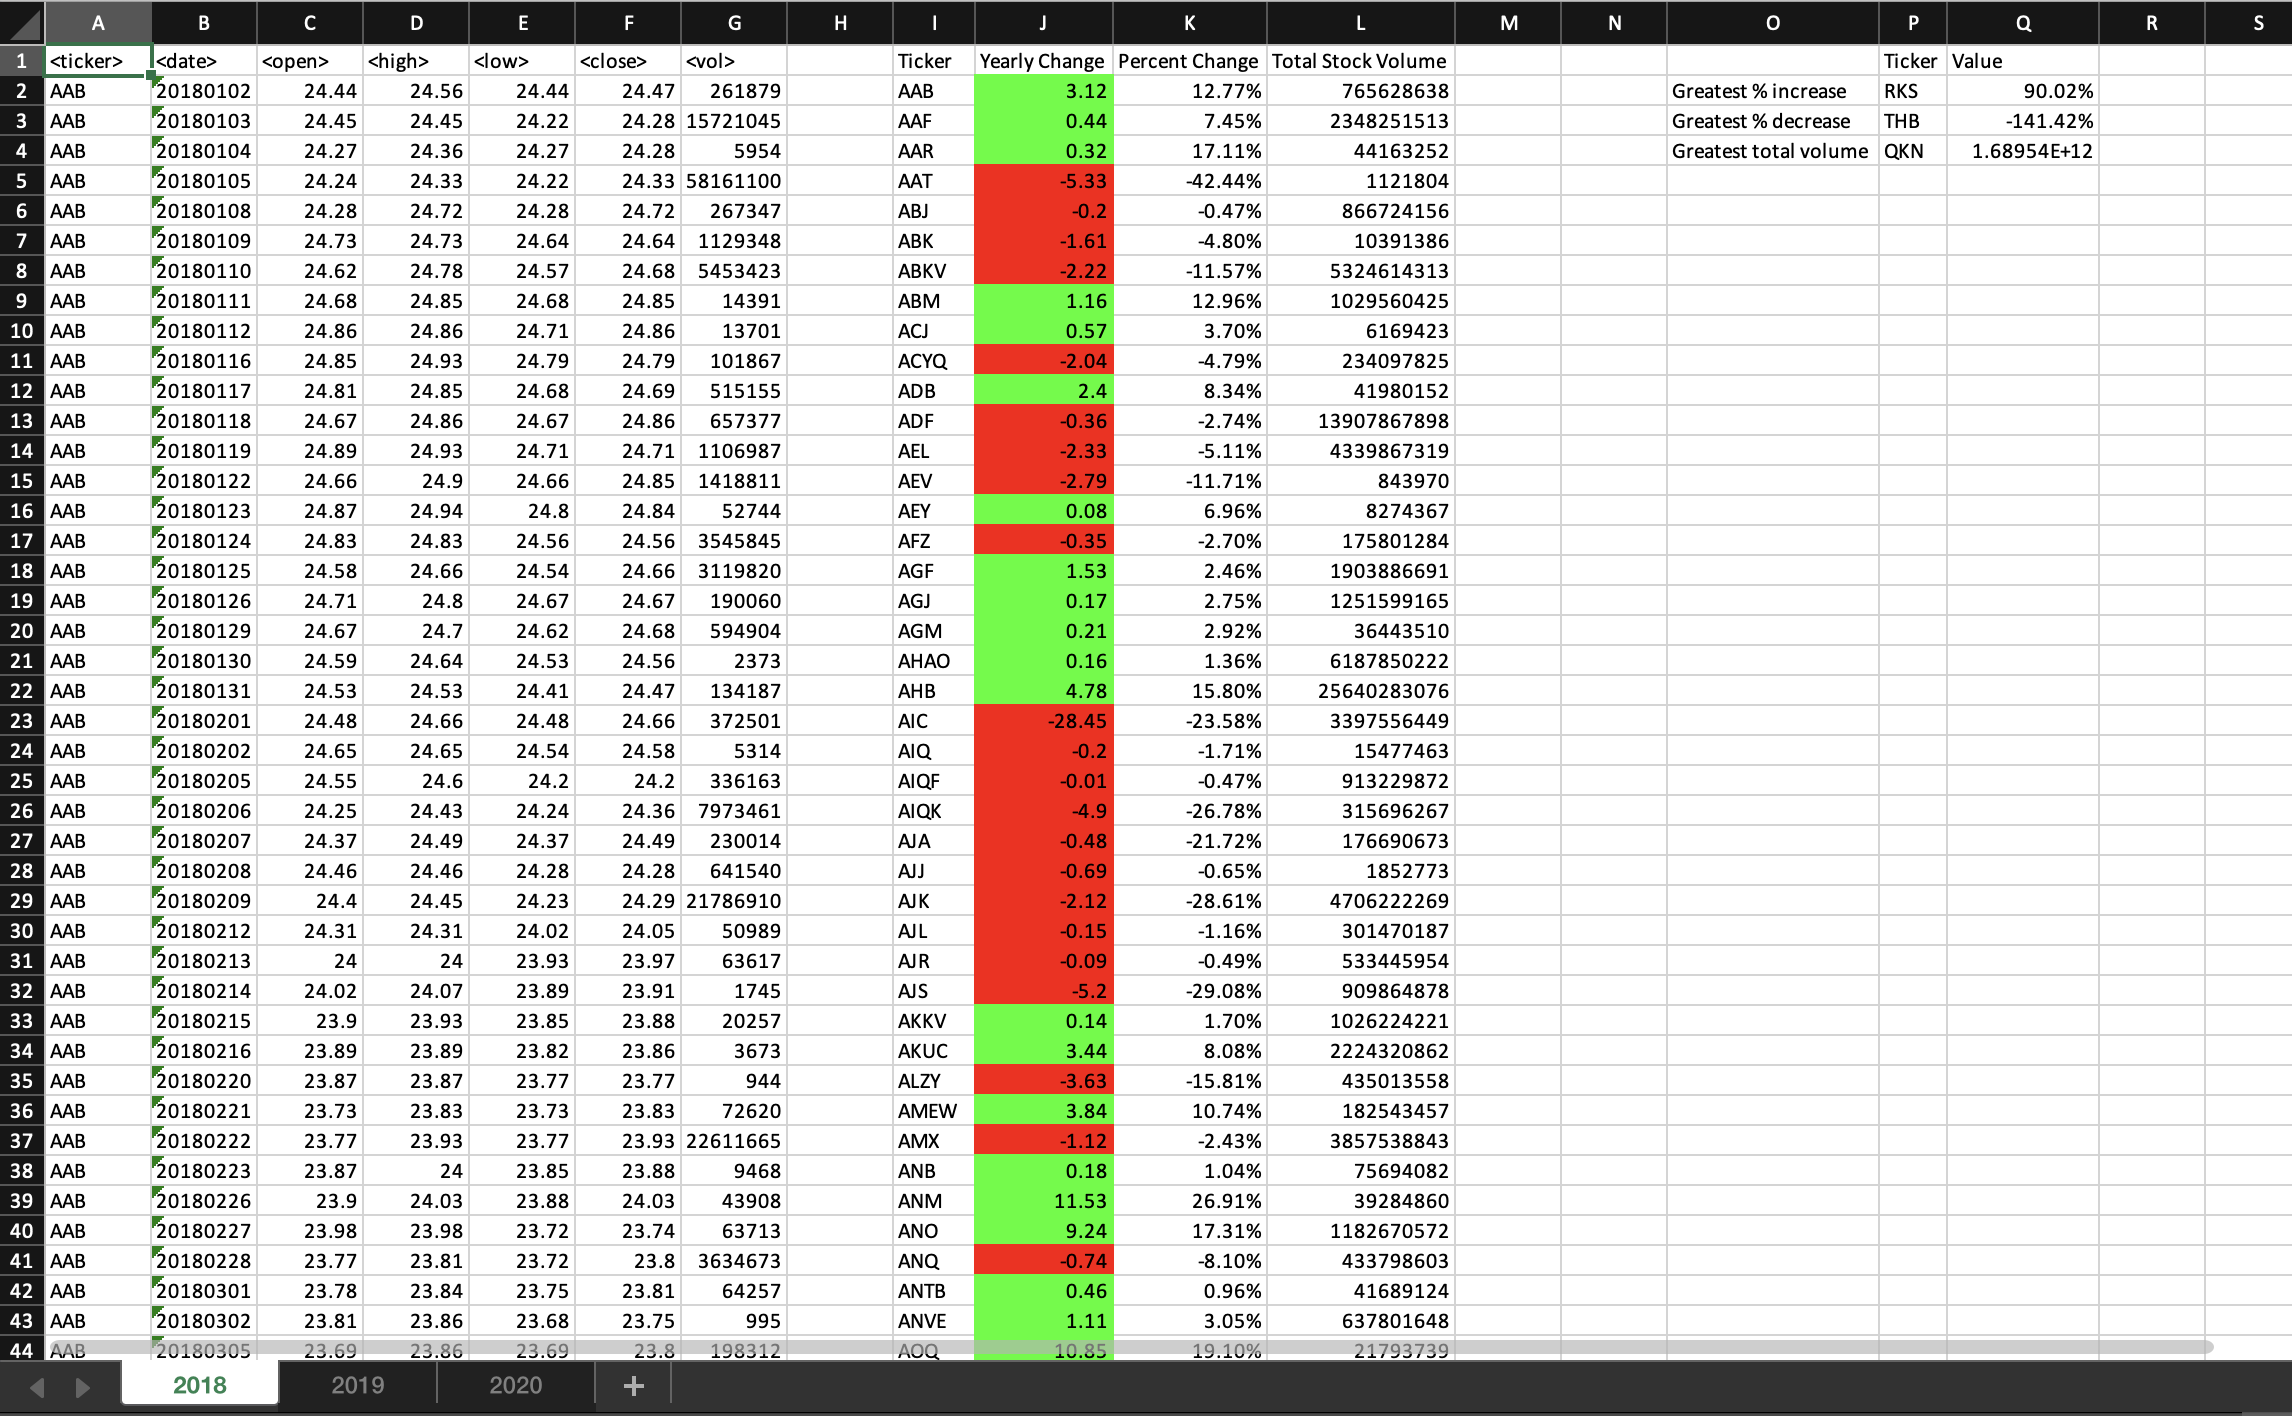 A B C D E F G H I J K L M N O P Q R S
1 <ticker> <date> <open> <high> <low> <close> <vol> Ticker Yearly Change Percent Change Total Stock Volume Ticker Value
2 AAB 20180102 24.44 24.56 24.44 24.47 261879 AAB 3.12 12.77% 765628638 Greatest % increase RKS 90.02%
3 AAB 20180103 24.45 24.45 24.22 24.28 15721045 AAF 0.44 7.45% 2348251513 Greatest % decrease THB -141.42%
4 AAB 20180104 24.27 24.36 24.27 24.28 5954 AAR 0.32 17.11% 44163252 Greatest total volume QKN 1.68954E+12
5 AAB 20180105 24.24 24.33 24.22 24.33 58161100 AAT -5.33 -42.44% 1121804
6 AAB 20180108 24.28 24.72 24.28 24.72 267347 ABJ -0.2 -0.47% 866724156
7 AAB 20180109 24.73 24.73 24.64 24.64 1129348 ABK -1.61 -4.80% 10391386
8 AAB 20180110 24.62 24.78 24.57 24.68 5453423 ABKV -2.22 -11.57% 5324614313
9 AAB 20180111 24.68 24.85 24.68 24.85 14391 ABM 1.16 12.96% 1029560425
10 AAB 20180112 24.86 24.86 24.71 24.86 13701 ACJ 0.57 3.70% 6169423
11 AAB 20180116 24.85 24.93 24.79 24.79 101867 ACYQ -2.04 -4.79% 234097825
12 AAB 20180117 24.81 24.85 24.68 24.69 515155 ADB 2.4 8.34% 41980152
13 AAB 20180118 24.67 24.86 24.67 24.86 657377 ADF -0.36 -2.74% 13907867898
14 AAB 20180119 24.89 24.93 24.71 24.71 1106987 AEL -2.33 -5.11% 4339867319
15 AAB 20180122 24.66 24.9 24.66 24.85 1418811 AEV -2.79 -11.71% 843970
16 AAB 20180123 24.87 24.94 24.8 24.84 52744 AEY 0.08 6.96% 8274367
17 AAB 20180124 24.83 24.83 24.56 24.56 3545845 AFZ -0.35 -2.70% 175801284
18 AAB 20180125 24.58 24.66 24.54 24.66 3119820 AGF 1.53 2.46% 1903886691
19 AAB 20180126 24.71 24.8 24.67 24.67 190060 AGJ 0.17 2.75% 1251599165
20 AAB 20180129 24.67 24.7 24.62 24.68 594904 AGM 0.21 2.92% 36443510
21 AAB 20180130 24.59 24.64 24.53 24.56 2373 AHAO 0.16 1.36% 6187850222
22 AAB 20180131 24.53 24.53 24.41 24.47 134187 AHB 4.78 15.80% 25640283076
23 AAB 20180201 24.48 24.66 24.48 24.66 372501 AIC -28.45 -23.58% 3397556449
24 AAB 20180202 24.65 24.65 24.54 24.58 5314 AIQ -0.2 -1.71% 15477463
25 AAB 20180205 24.55 24.6 24.2 24.2 336163 AIQF -0.01 -0.47% 913229872
26 AAB 20180206 24.25 24.43 24.24 24.36 7973461 AIQK -4.9 -26.78% 315696267
27 AAB 20180207 24.37 24.49 24.37 24.49 230014 AJA -0.48 -21.72% 176690673
28 AAB 20180208 24.46 24.46 24.28 24.28 641540 AJJ -0.69 -0.65% 1852773
29 AAB 20180209 24.4 24.45 24.23 24.29 21786910 AJK -2.12 -28.61% 4706222269
30 AAB 20180212 24.31 24.31 24.02 24.05 50989 AJL -0.15 -1.16% 301470187
31 AAB 20180213 24 24 23.93 23.97 63617 AJR -0.09 -0.49% 533445954
32 AAB 20180214 24.02 24.07 23.89 23.91 1745 AJS -5.2 -29.08% 909864878
33 AAB 20180215 23.9 23.93 23.85 23.88 20257 AKKV 0.14 1.70% 1026224221
34 AAB 20180216 23.89 23.89 23.82 23.86 3673 AKUC 3.44 8.08% 2224320862
35 AAB 20180220 23.87 23.87 23.77 23.77 944 ALZY -3.63 -15.81% 435013558
36 AAB 20180221 23.73 23.83 23.73 23.83 72620 AMEW 3.84 10.74% 182543457
37 AAB 20180222 23.77 23.93 23.77 23.93 22611665 AMX -1.12 -2.43% 3857538843
38 AAB 20180223 23.87 24 23.85 23.88 9468 ANB 0.18 1.04% 75694082
39 AAB 20180226 23.9 24.03 23.88 24.03 43908 ANM 11.53 26.91% 39284860
40 AAB 20180227 23.98 23.98 23.72 23.74 63713 ANO 9.24 17.31% 1182670572
41 AAB 20180228 23.77 23.81 23.72 23.8 3634673 ANQ -0.74 -8.10% 433798603
42 AAB 20180301 23.78 23.84 23.75 23.81 64257 ANTB 0.46 0.96% 41689124
43 AAB 20180302 23.81 23.86 23.68 23.75 995 ANVE 1.11 3.05% 637801648
44 AAB 20180305 23.69 23.86 23.69 23.8 198312 AOQ 10.85 19.10% 21793739
2018 2019 2020 +